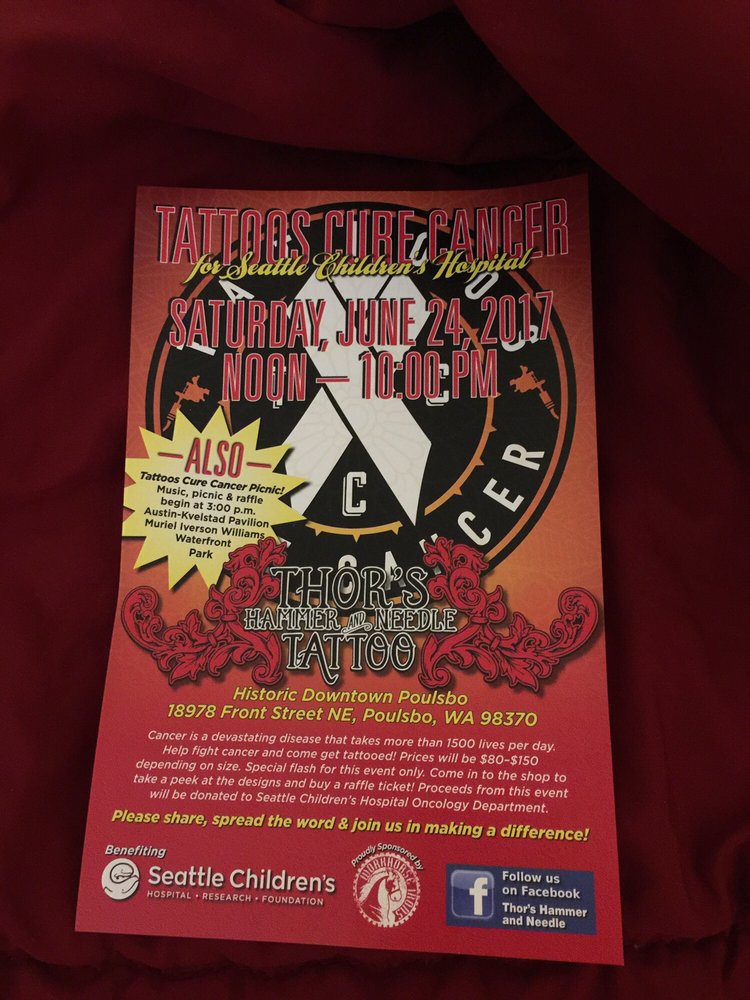 TATTOOS CURE CANCER
for Seattle Children's Hospital
SATURDAY, JUNE 24, 2017
NOON — 10:00 PM
TATTOOS
T C
C
CANCER
— ALSO —
Tattoos Cure Cancer Picnic!
Music, picnic & raffle
begin at 3:00 p.m.
Austin-Kvelstad Pavilion
Muriel Iverson Williams
Waterfront
Park
THOR'S
HAMMER AND NEEDLE
TATTOO
Historic Downtown Poulsbo
18978 Front Street NE, Poulsbo, WA 98370
Cancer is a devastating disease that takes more than 1500 lives per day.
Help fight cancer and come get tattooed! Prices will be $80–$150
depending on size. Special flash for this event only. Come in to the shop to
take a peek at the designs and buy a raffle ticket! Proceeds from this event
will be donated to Seattle Children's Hospital Oncology Department.
Please share, spread the word & join us in making a difference!
Benefiting
Seattle Children's
HOSPITAL • RESEARCH • FOUNDATION
Proudly Sponsored by
WORKHORSE IRONS
f
Follow us
on Facebook
Thor's Hammer
and Needle